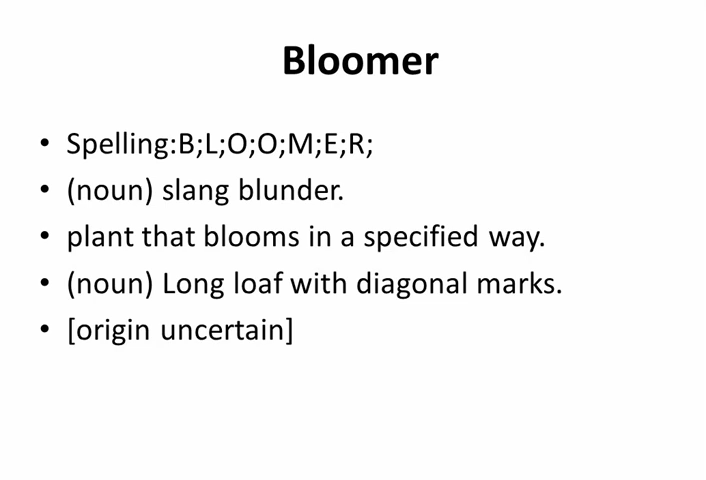 Bloomer
• Spelling:B;L;O;O;M;E;R;
• (noun) slang blunder.
• plant that blooms in a specified way.
• (noun) Long loaf with diagonal marks.
• [origin uncertain]